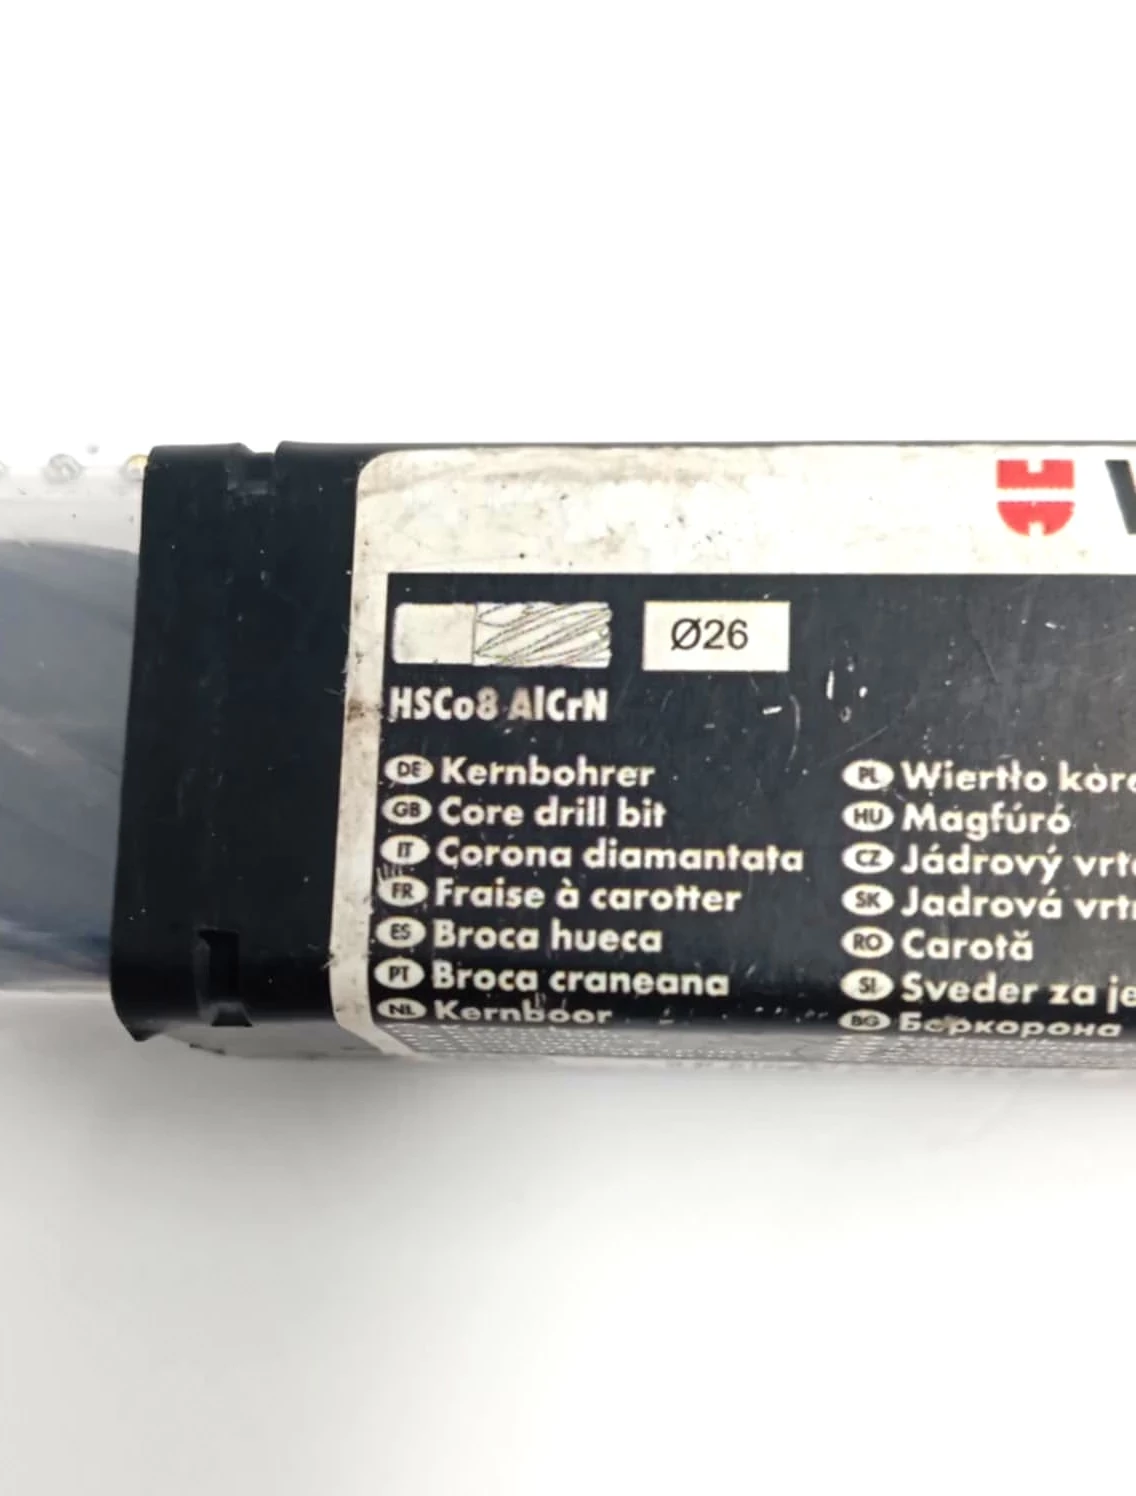 Ø26
HSCo8 AlCrN
DE Kernbohrer
GB Core drill bit
IT Corona diamantata
FR Fraise à carotter
ES Broca hueca
PT Broca craneana
NL Kernboor
PL Wiertło
HU Magfúró
CZ Jádrový
SK Jadrová
RO Carotă
SI Sveder za
BG Боркорона